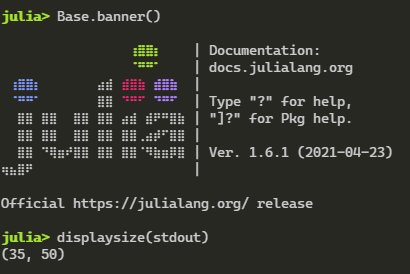 julia> Base.banner()
| Documentation:
| docs.julialang.org
|
| Type "?" for help,
| "]?" for Pkg help.
|
| Ver. 1.6.1 (2021-04-23)
|
Official https://julialang.org/ release
julia> displaysize(stdout)
(35, 50)